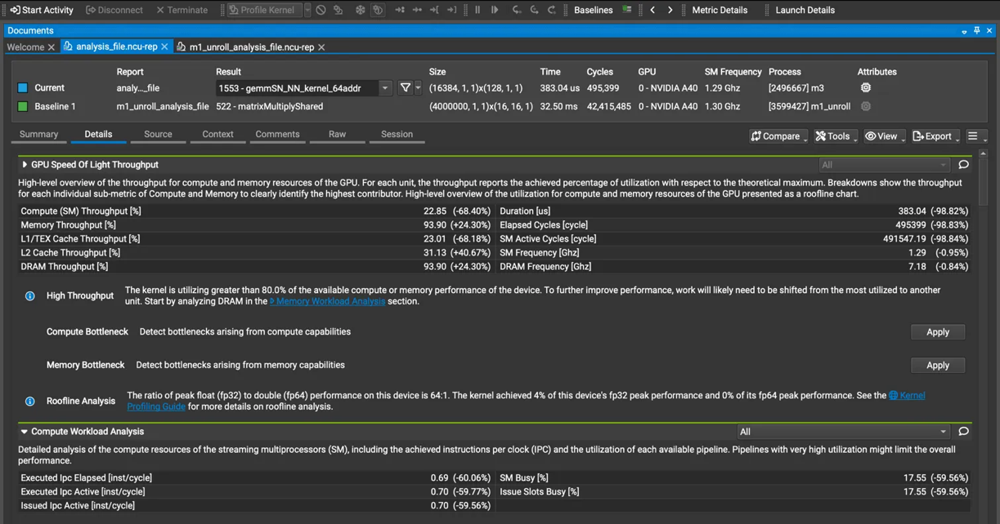 Start Activity Disconnect Terminate Profile Kernel Baselines Metric Details Launch Details
Documents
Welcome analysis_file.ncu-rep m1_unroll_analysis_file.ncu-rep
Report Result Size Time Cycles GPU SM Frequency Process Attributes
Current analy..._file 1553 - gemmSN_NN_kernel_64addr (16384, 1, 1)x(128, 1, 1) 383.04 us 495,399 0 - NVIDIA A40 1.29 Ghz [2496667] m3
Baseline 1 m1_unroll_analysis_file 522 - matrixMultiplyShared (4000000, 1, 1)x(16, 16, 1) 32.50 ms 42,415,485 0 - NVIDIA A40 1.30 Ghz [3599427] m1_unroll
Summary Details Source Context Comments Raw Session Compare Tools View Export
GPU Speed Of Light Throughput All
High-level overview of the throughput for compute and memory resources of the GPU. For each unit, the throughput reports the achieved percentage of utilization with respect to the theoretical maximum. Breakdowns show the throughput
for each individual sub-metric of Compute and Memory to clearly identify the highest contributor. High-level overview of the utilization for compute and memory resources of the GPU presented as a roofline chart.
Compute (SM) Throughput [%] 22.85 (-68.40%) Duration [us] 383.04 (-98.82%)
Memory Throughput [%] 93.90 (+24.30%) Elapsed Cycles [cycle] 495399 (-98.83%)
L1/TEX Cache Throughput [%] 23.01 (-68.18%) SM Active Cycles [cycle] 491547.19 (-98.84%)
L2 Cache Throughput [%] 31.13 (+40.67%) SM Frequency [Ghz] 1.29 (-0.95%)
DRAM Throughput [%] 93.90 (+24.30%) DRAM Frequency [Ghz] 7.18 (-0.84%)
High Throughput The kernel is utilizing greater than 80.0% of the available compute or memory performance of the device. To further improve performance, work will likely need to be shifted from the most utilized to another
unit. Start by analyzing DRAM in the Memory Workload Analysis section.
Compute Bottleneck Detect bottlenecks arising from compute capabilities Apply
Memory Bottleneck Detect bottlenecks arising from memory capabilities Apply
Roofline Analysis The ratio of peak float (fp32) to double (fp64) performance on this device is 64:1. The kernel achieved 4% of this device's fp32 peak performance and 0% of its fp64 peak performance. See the Kernel
Profiling Guide for more details on roofline analysis.
Compute Workload Analysis All
Detailed analysis of the compute resources of the streaming multiprocessors (SM), including the achieved instructions per clock (IPC) and the utilization of each available pipeline. Pipelines with very high utilization might limit the overall
performance.
Executed Ipc Elapsed [inst/cycle] 0.69 (-60.06%) SM Busy [%] 17.55 (-59.56%)
Executed Ipc Active [inst/cycle] 0.70 (-59.77%) Issue Slots Busy [%] 17.55 (-59.56%)
Issued Ipc Active [inst/cycle] 0.70 (-59.56%)